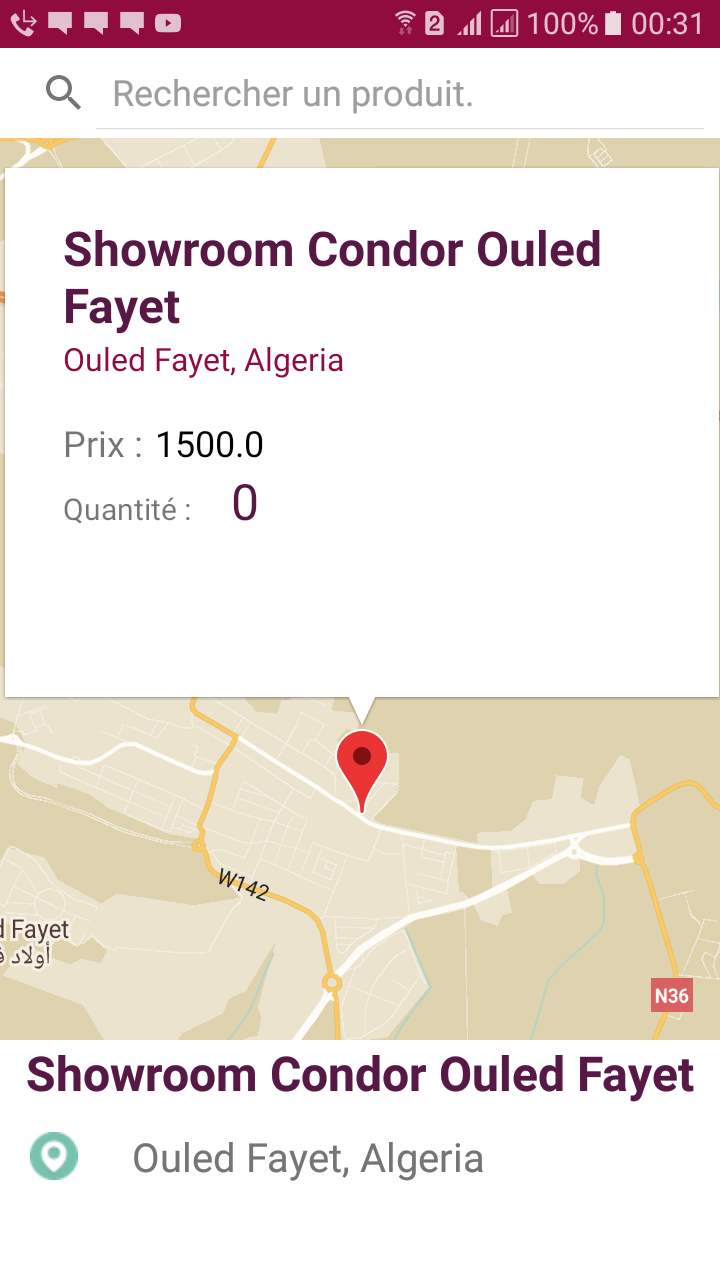 2 100% 00:31
Rechercher un produit.
Showroom Condor Ouled
Fayet
Ouled Fayet, Algeria
Prix : 1500.0
Quantité : 0
W142
Fayet
أولاد
N36
Showroom Condor Ouled Fayet
Ouled Fayet, Algeria